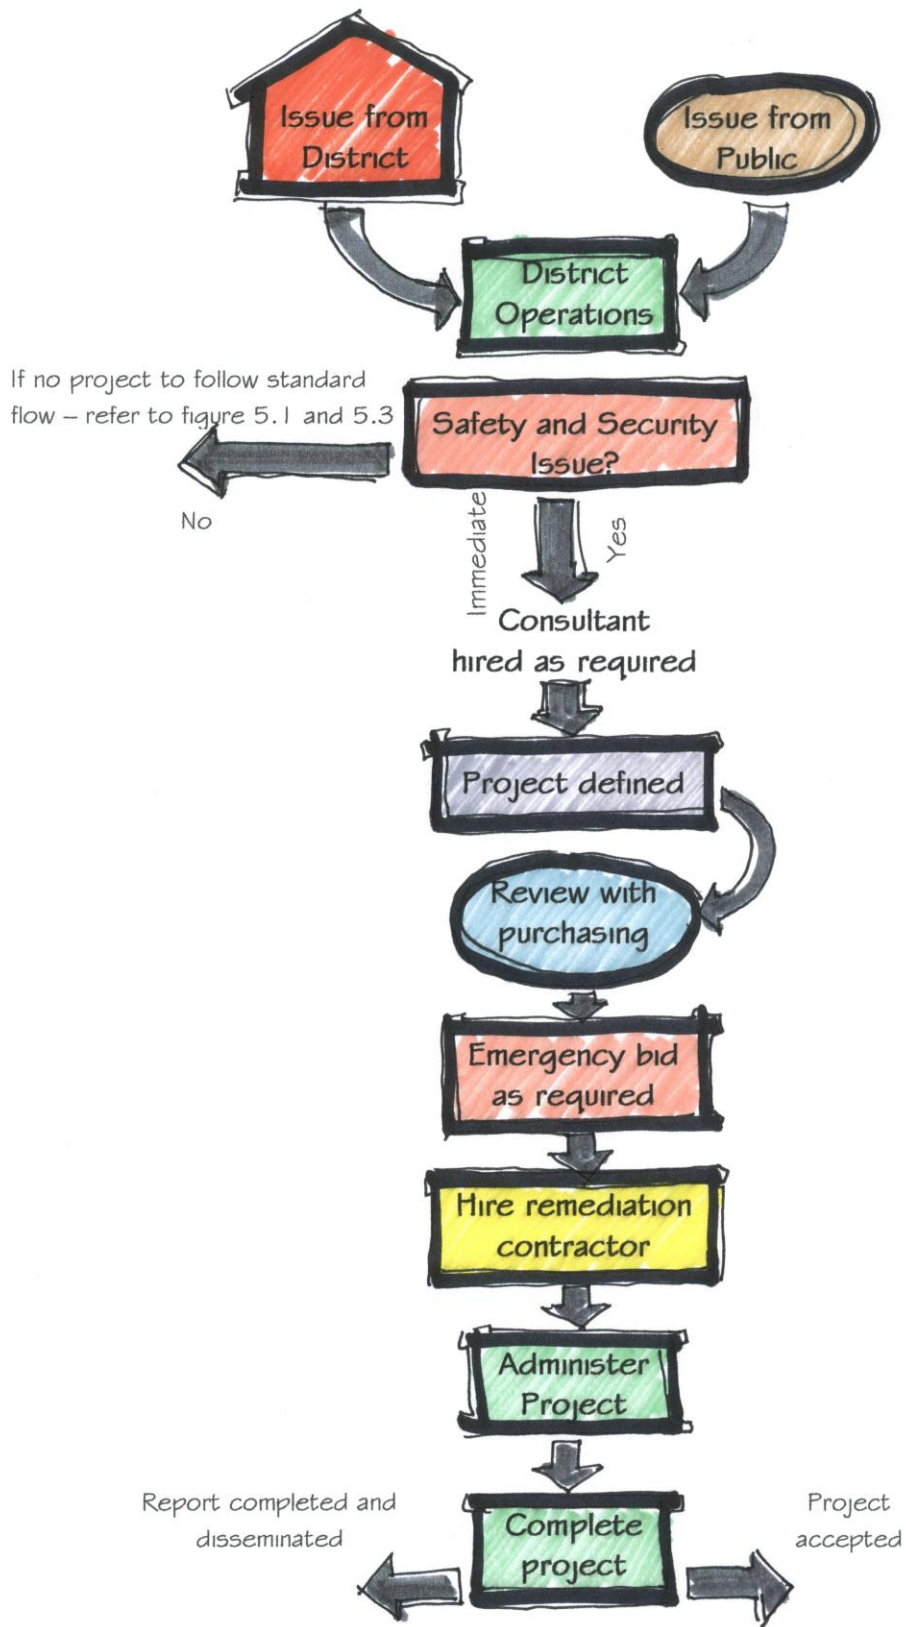 Issue from
District
Issue from
Public
District
Operations
If no project to follow standard
flow – refer to figure 5.1 and 5.3
Safety and Security
Issue?
No
Immediate
Yes
Consultant
hired as required
Project defined
Review with
purchasing
Emergency bid
as required
Hire remediation
contractor
Administer
Project
Report completed and
disseminated
Complete
project
Project
accepted